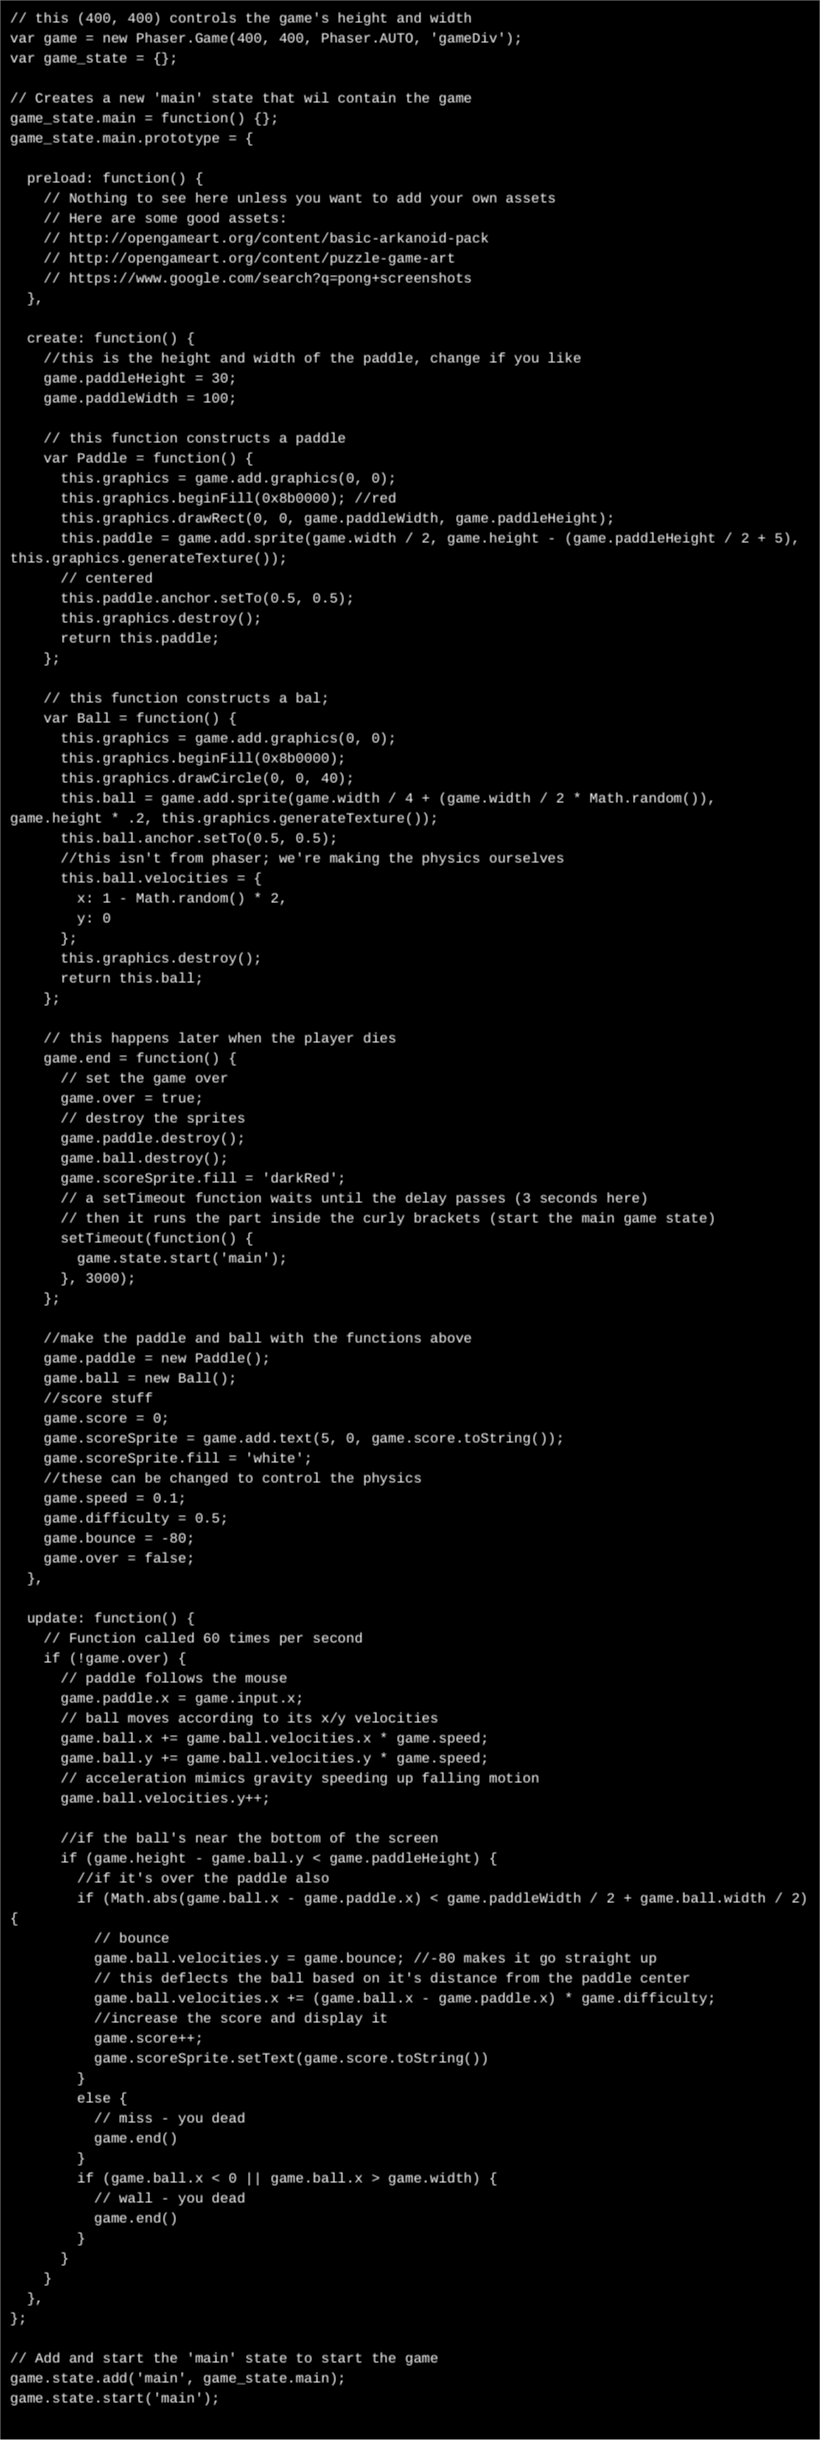 // this (400, 400) controls the game's height and width
var game = new Phaser.Game(400, 400, Phaser.AUTO, 'gameDiv');
var game_state = {};

// Creates a new 'main' state that wil contain the game
game_state.main = function() {};
game_state.main.prototype = {

  preload: function() {
    // Nothing to see here unless you want to add your own assets
    // Here are some good assets:
    // http://opengameart.org/content/basic-arkanoid-pack
    // http://opengameart.org/content/puzzle-game-art
    // https://www.google.com/search?q=pong+screenshots
  },

  create: function() {
    //this is the height and width of the paddle, change if you like
    game.paddleHeight = 30;
    game.paddleWidth = 100;

    // this function constructs a paddle
    var Paddle = function() {
      this.graphics = game.add.graphics(0, 0);
      this.graphics.beginFill(0x8b0000); //red
      this.graphics.drawRect(0, 0, game.paddleWidth, game.paddleHeight);
      this.paddle = game.add.sprite(game.width / 2, game.height - (game.paddleHeight / 2 + 5),
this.graphics.generateTexture());
      // centered
      this.paddle.anchor.setTo(0.5, 0.5);
      this.graphics.destroy();
      return this.paddle;
    };

    // this function constructs a bal;
    var Ball = function() {
      this.graphics = game.add.graphics(0, 0);
      this.graphics.beginFill(0x8b0000);
      this.graphics.drawCircle(0, 0, 40);
      this.ball = game.add.sprite(game.width / 4 + (game.width / 2 * Math.random()),
game.height * .2, this.graphics.generateTexture());
      this.ball.anchor.setTo(0.5, 0.5);
      //this isn't from phaser; we're making the physics ourselves
      this.ball.velocities = {
        x: 1 - Math.random() * 2,
        y: 0
      };
      this.graphics.destroy();
      return this.ball;
    };

    // this happens later when the player dies
    game.end = function() {
      // set the game over
      game.over = true;
      // destroy the sprites
      game.paddle.destroy();
      game.ball.destroy();
      game.scoreSprite.fill = 'darkRed';
      // a setTimeout function waits until the delay passes (3 seconds here)
      // then it runs the part inside the curly brackets (start the main game state)
      setTimeout(function() {
        game.state.start('main');
      }, 3000);
    };

    //make the paddle and ball with the functions above
    game.paddle = new Paddle();
    game.ball = new Ball();
    //score stuff
    game.score = 0;
    game.scoreSprite = game.add.text(5, 0, game.score.toString());
    game.scoreSprite.fill = 'white';
    //these can be changed to control the physics
    game.speed = 0.1;
    game.difficulty = 0.5;
    game.bounce = -80;
    game.over = false;
  },

  update: function() {
    // Function called 60 times per second
    if (!game.over) {
      // paddle follows the mouse
      game.paddle.x = game.input.x;
      // ball moves according to its x/y velocities
      game.ball.x += game.ball.velocities.x * game.speed;
      game.ball.y += game.ball.velocities.y * game.speed;
      // acceleration mimics gravity speeding up falling motion
      game.ball.velocities.y++;

      //if the ball's near the bottom of the screen
      if (game.height - game.ball.y < game.paddleHeight) {
        //if it's over the paddle also
        if (Math.abs(game.ball.x - game.paddle.x) < game.paddleWidth / 2 + game.ball.width / 2)
{
          // bounce
          game.ball.velocities.y = game.bounce; //-80 makes it go straight up
          // this deflects the ball based on it's distance from the paddle center
          game.ball.velocities.x += (game.ball.x - game.paddle.x) * game.difficulty;
          //increase the score and display it
          game.score++;
          game.scoreSprite.setText(game.score.toString())
        }
        else {
          // miss - you dead
          game.end()
        }
        if (game.ball.x < 0 || game.ball.x > game.width) {
          // wall - you dead
          game.end()
        }
      }
    }
  },
};

// Add and start the 'main' state to start the game
game.state.add('main', game_state.main);
game.state.start('main');